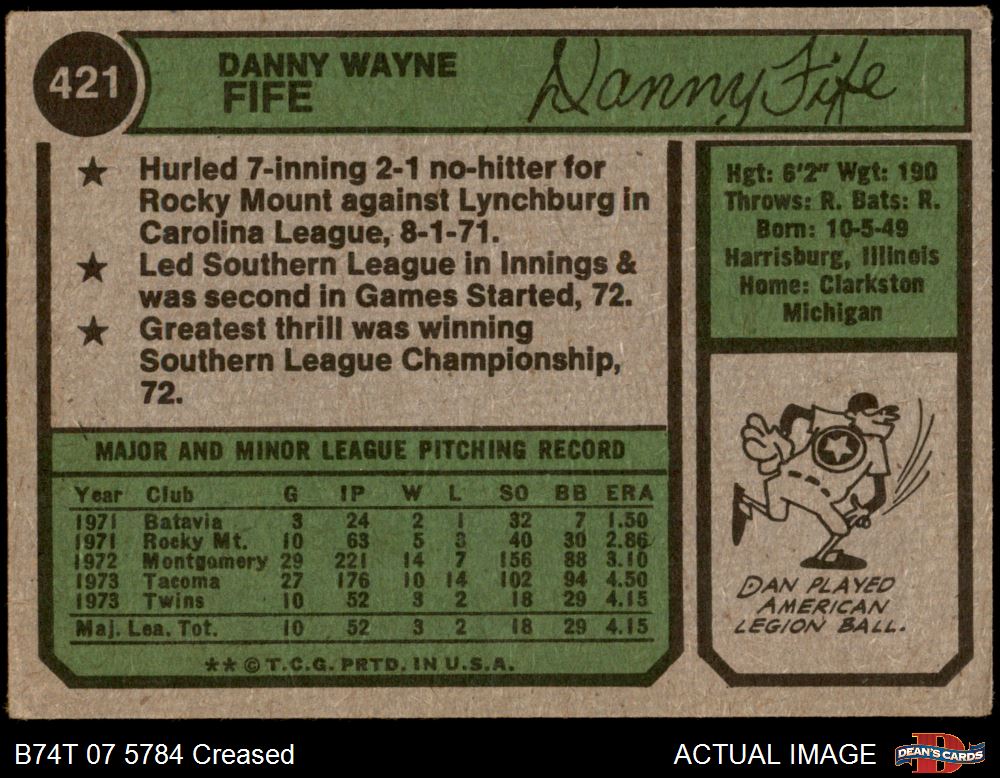 421
DANNY WAYNE
FIFE
Danny Fife
★ Hurled 7-inning 2-1 no-hitter for
Rocky Mount against Lynchburg in
Carolina League, 8-1-71.
★ Led Southern League in Innings &
was second in Games Started, 72.
★ Greatest thrill was winning
Southern League Championship,
72.
Hgt: 6'2" Wgt: 190
Throws: R. Bats: R.
Born: 10-5-49
Harrisburg, Illinois
Home: Clarkston
Michigan
MAJOR AND MINOR LEAGUE PITCHING RECORD
Year Club G IP W L SO BB ERA
1971 Batavia 3 24 2 1 32 7 1.50
1971 Rocky Mt. 10 63 5 3 40 30 2.86
1972 Montgomery 29 221 14 7 156 88 3.10
1973 Tacoma 27 176 10 14 102 94 4.50
1973 Twins 10 52 3 2 18 29 4.15
Maj. Lea. Tot. 10 52 3 2 18 29 4.15
** © T.C.G. PRTD. IN U.S.A.
DAN PLAYED
AMERICAN
LEGION BALL.
B74T 07 5784 Creased
ACTUAL IMAGE
DEAN'S CARDS